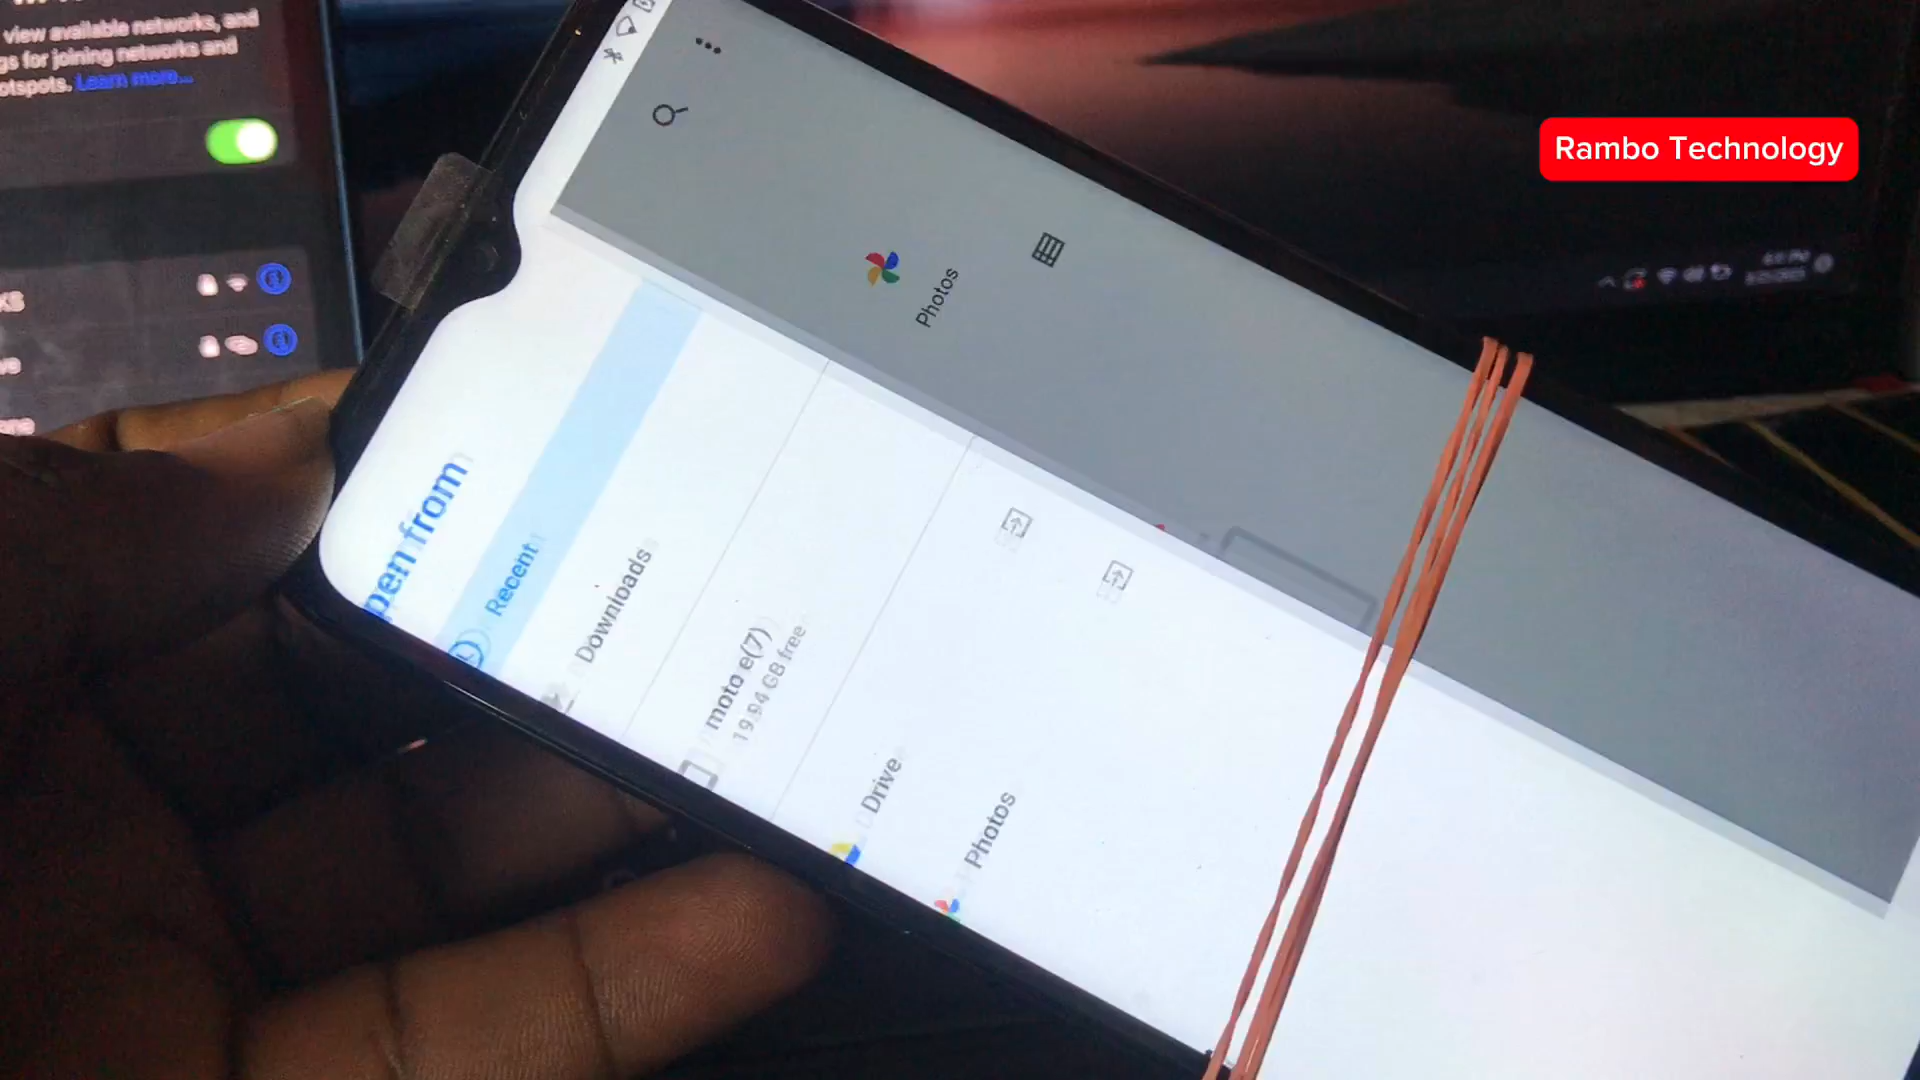 view available networks, and
for joining networks and
otspots. Learn more...
Rambo Technology
Photos
pen from
Recent
Downloads
moto e(7)
19.94 GB free
Drive
Photos